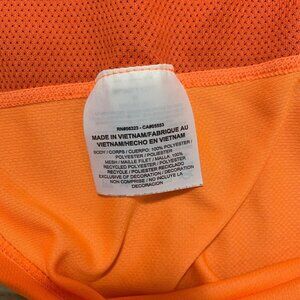 RN#56323 - CA#05553
MADE IN VIETNAM/FABRIQUE AU
VIETNAM/HECHO EN VIETNAM
BODY / CORPS / CUERPO: 100% POLYESTER
/ POLYESTER / POLIÉSTER
MESH / MAILLE FILET / MALLA: 100%
RECYCLED POLYESTER / POLYESTER
RECYCLÉ / POLIÉSTER RECICLADO
EXCLUSIVE OF DECORATION / DÉCORATION
NON COMPRISE / NO INCLUYE LA
DECORACIÓN